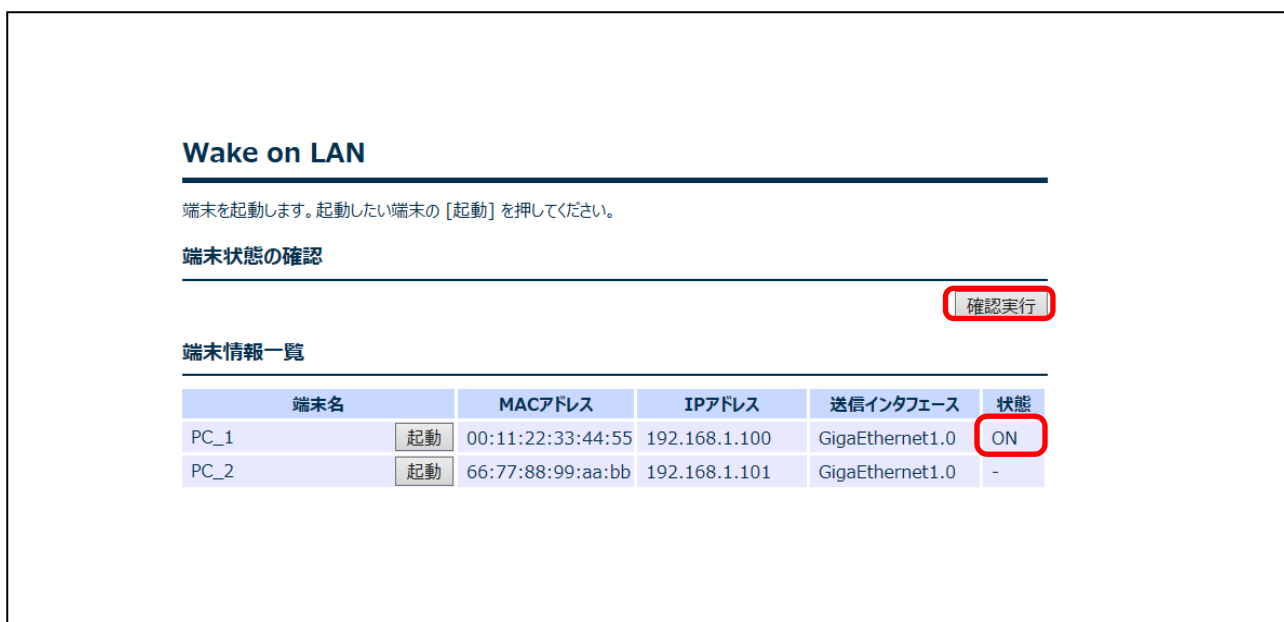 Wake on LAN
端末を起動します。起動したい端末の [起動] を押してください。
端末状態の確認
確認実行
端末情報一覧
端末名 MACアドレス IPアドレス 送信インタフェース 状態
PC_1 起動 00:11:22:33:44:55 192.168.1.100 GigaEthernet1.0 ON
PC_2 起動 66:77:88:99:aa:bb 192.168.1.101 GigaEthernet1.0 -